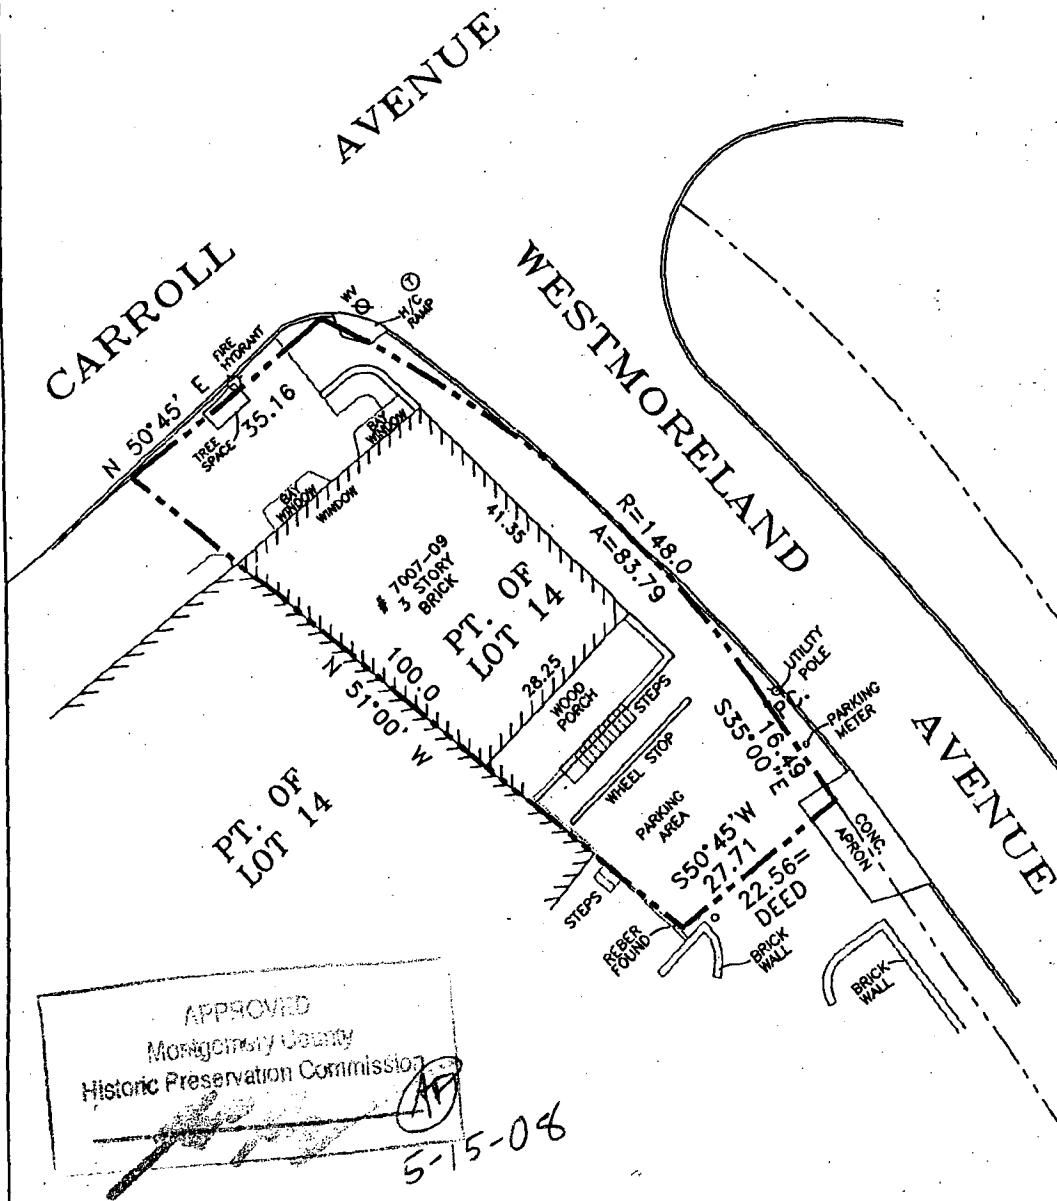 CARROLL AVENUE
WESTMORELAND AVENUE
N 50°45' E
35.16
FIRE
HYDRANT
TREE
SPACE
WV
T
H/C
RAMP
BAY
WINDOW
BAY
WINDOW
WINDOW
41.35
R=148.0
A=83.79
# 7007-09
3 STORY
BRICK
PT. OF
LOT 14
100.0
N 51°00' W
28.25
WOOD
PORCH
STEPS
WHEEL STOP
PARKING
AREA
UTILITY
POLE
PARKING
METER
16.49
S35°00"E
S50°45'W
27.71
22.56=
DEED
CONC.
APRON
PT. OF
LOT 14
STEPS
REBER
FOUND
BRICK
WALL
BRICK
WALL
APPROVED
Montgomery County
Historic Preservation Commission
AF
5-15-08